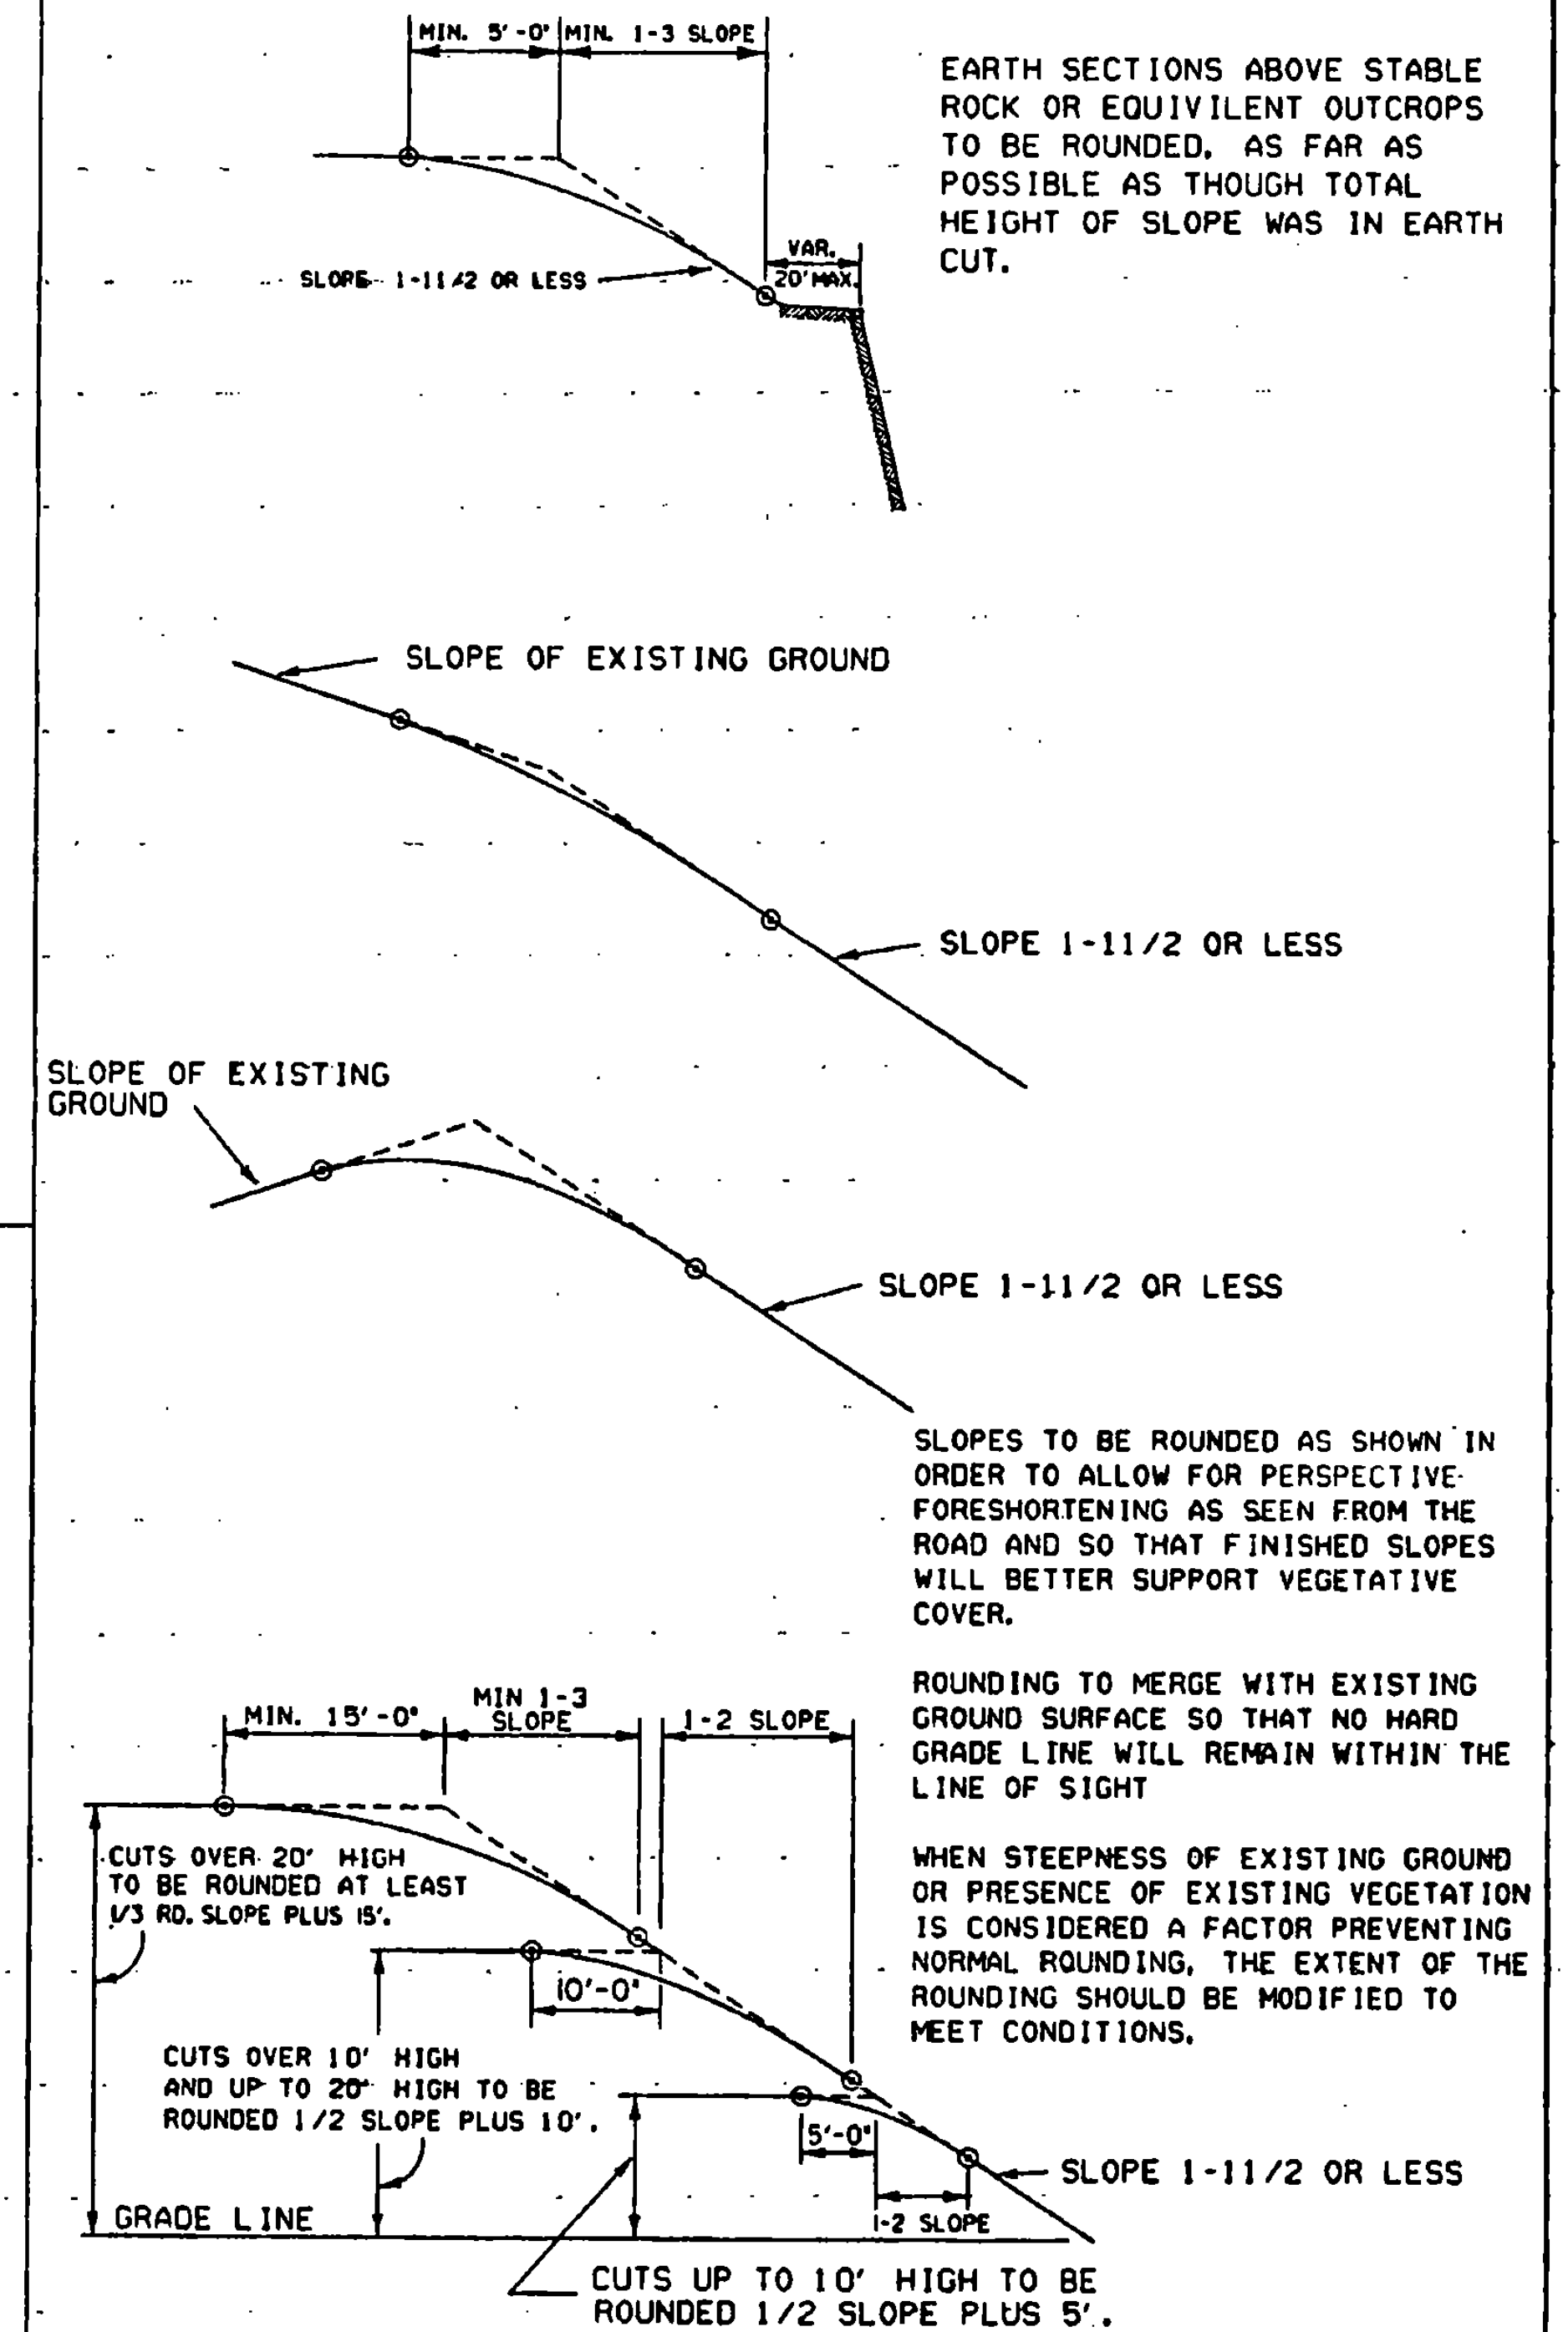 MIN. 5'-0" MIN. 1-3 SLOPE
EARTH SECTIONS ABOVE STABLE
ROCK OR EQUIVILENT OUTCROPS
TO BE ROUNDED, AS FAR AS
POSSIBLE AS THOUGH TOTAL
HEIGHT OF SLOPE WAS IN EARTH
CUT.
VAR.
20' MAX.
SLOPE 1-11/2 OR LESS
SLOPE OF EXISTING GROUND
SLOPE 1-11/2 OR LESS
SLOPE OF EXISTING
GROUND
SLOPE 1-11/2 OR LESS
SLOPES TO BE ROUNDED AS SHOWN IN
ORDER TO ALLOW FOR PERSPECTIVE
FORESHORTENING AS SEEN FROM THE
ROAD AND SO THAT FINISHED SLOPES
WILL BETTER SUPPORT VEGETATIVE
COVER.
ROUNDING TO MERGE WITH EXISTING
GROUND SURFACE SO THAT NO HARD
GRADE LINE WILL REMAIN WITHIN THE
LINE OF SIGHT
WHEN STEEPNESS OF EXISTING GROUND
OR PRESENCE OF EXISTING VEGETATION
IS CONSIDERED A FACTOR PREVENTING
NORMAL ROUNDING, THE EXTENT OF THE
ROUNDING SHOULD BE MODIFIED TO
MEET CONDITIONS.
MIN. 15'-0"
MIN 1-3
SLOPE
1-2 SLOPE
CUTS OVER 20' HIGH
TO BE ROUNDED AT LEAST
1/3 RD. SLOPE PLUS 15'.
10'-0"
CUTS OVER 10' HIGH
AND UP TO 20' HIGH TO BE
ROUNDED 1/2 SLOPE PLUS 10'.
5'-0"
SLOPE 1-11/2 OR LESS
1-2 SLOPE
GRADE LINE
CUTS UP TO 10' HIGH TO BE
ROUNDED 1/2 SLOPE PLUS 5'.